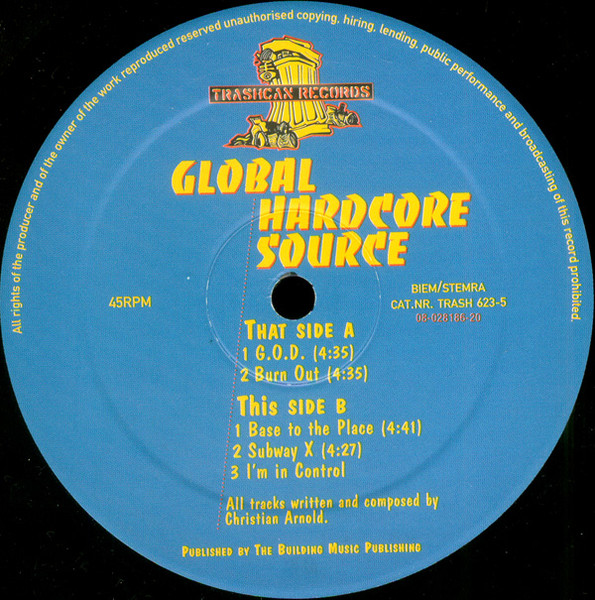 All rights of the producer and of the owner of the work reproduced reserved unauthorised copying, hiring, lending, public performance and broadcasting of this record prohibited.
TRASHCAN RECORDS
GLOBAL
HARDCORE
SOURCE
45RPM
BIEM/STEMRA
CAT.NR. TRASH 623-5
08-028186-20
THAT SIDE A
1 G.O.D. (4:35)
2 Burn Out (4:35)
This SIDE B
1 Base to the Place (4:41)
2 Subway X (4:27)
3 I'm in Control
All tracks written and composed by
Christian Arnold.
PUBLISHED BY THE BUILDING MUSIC PUBLISHING